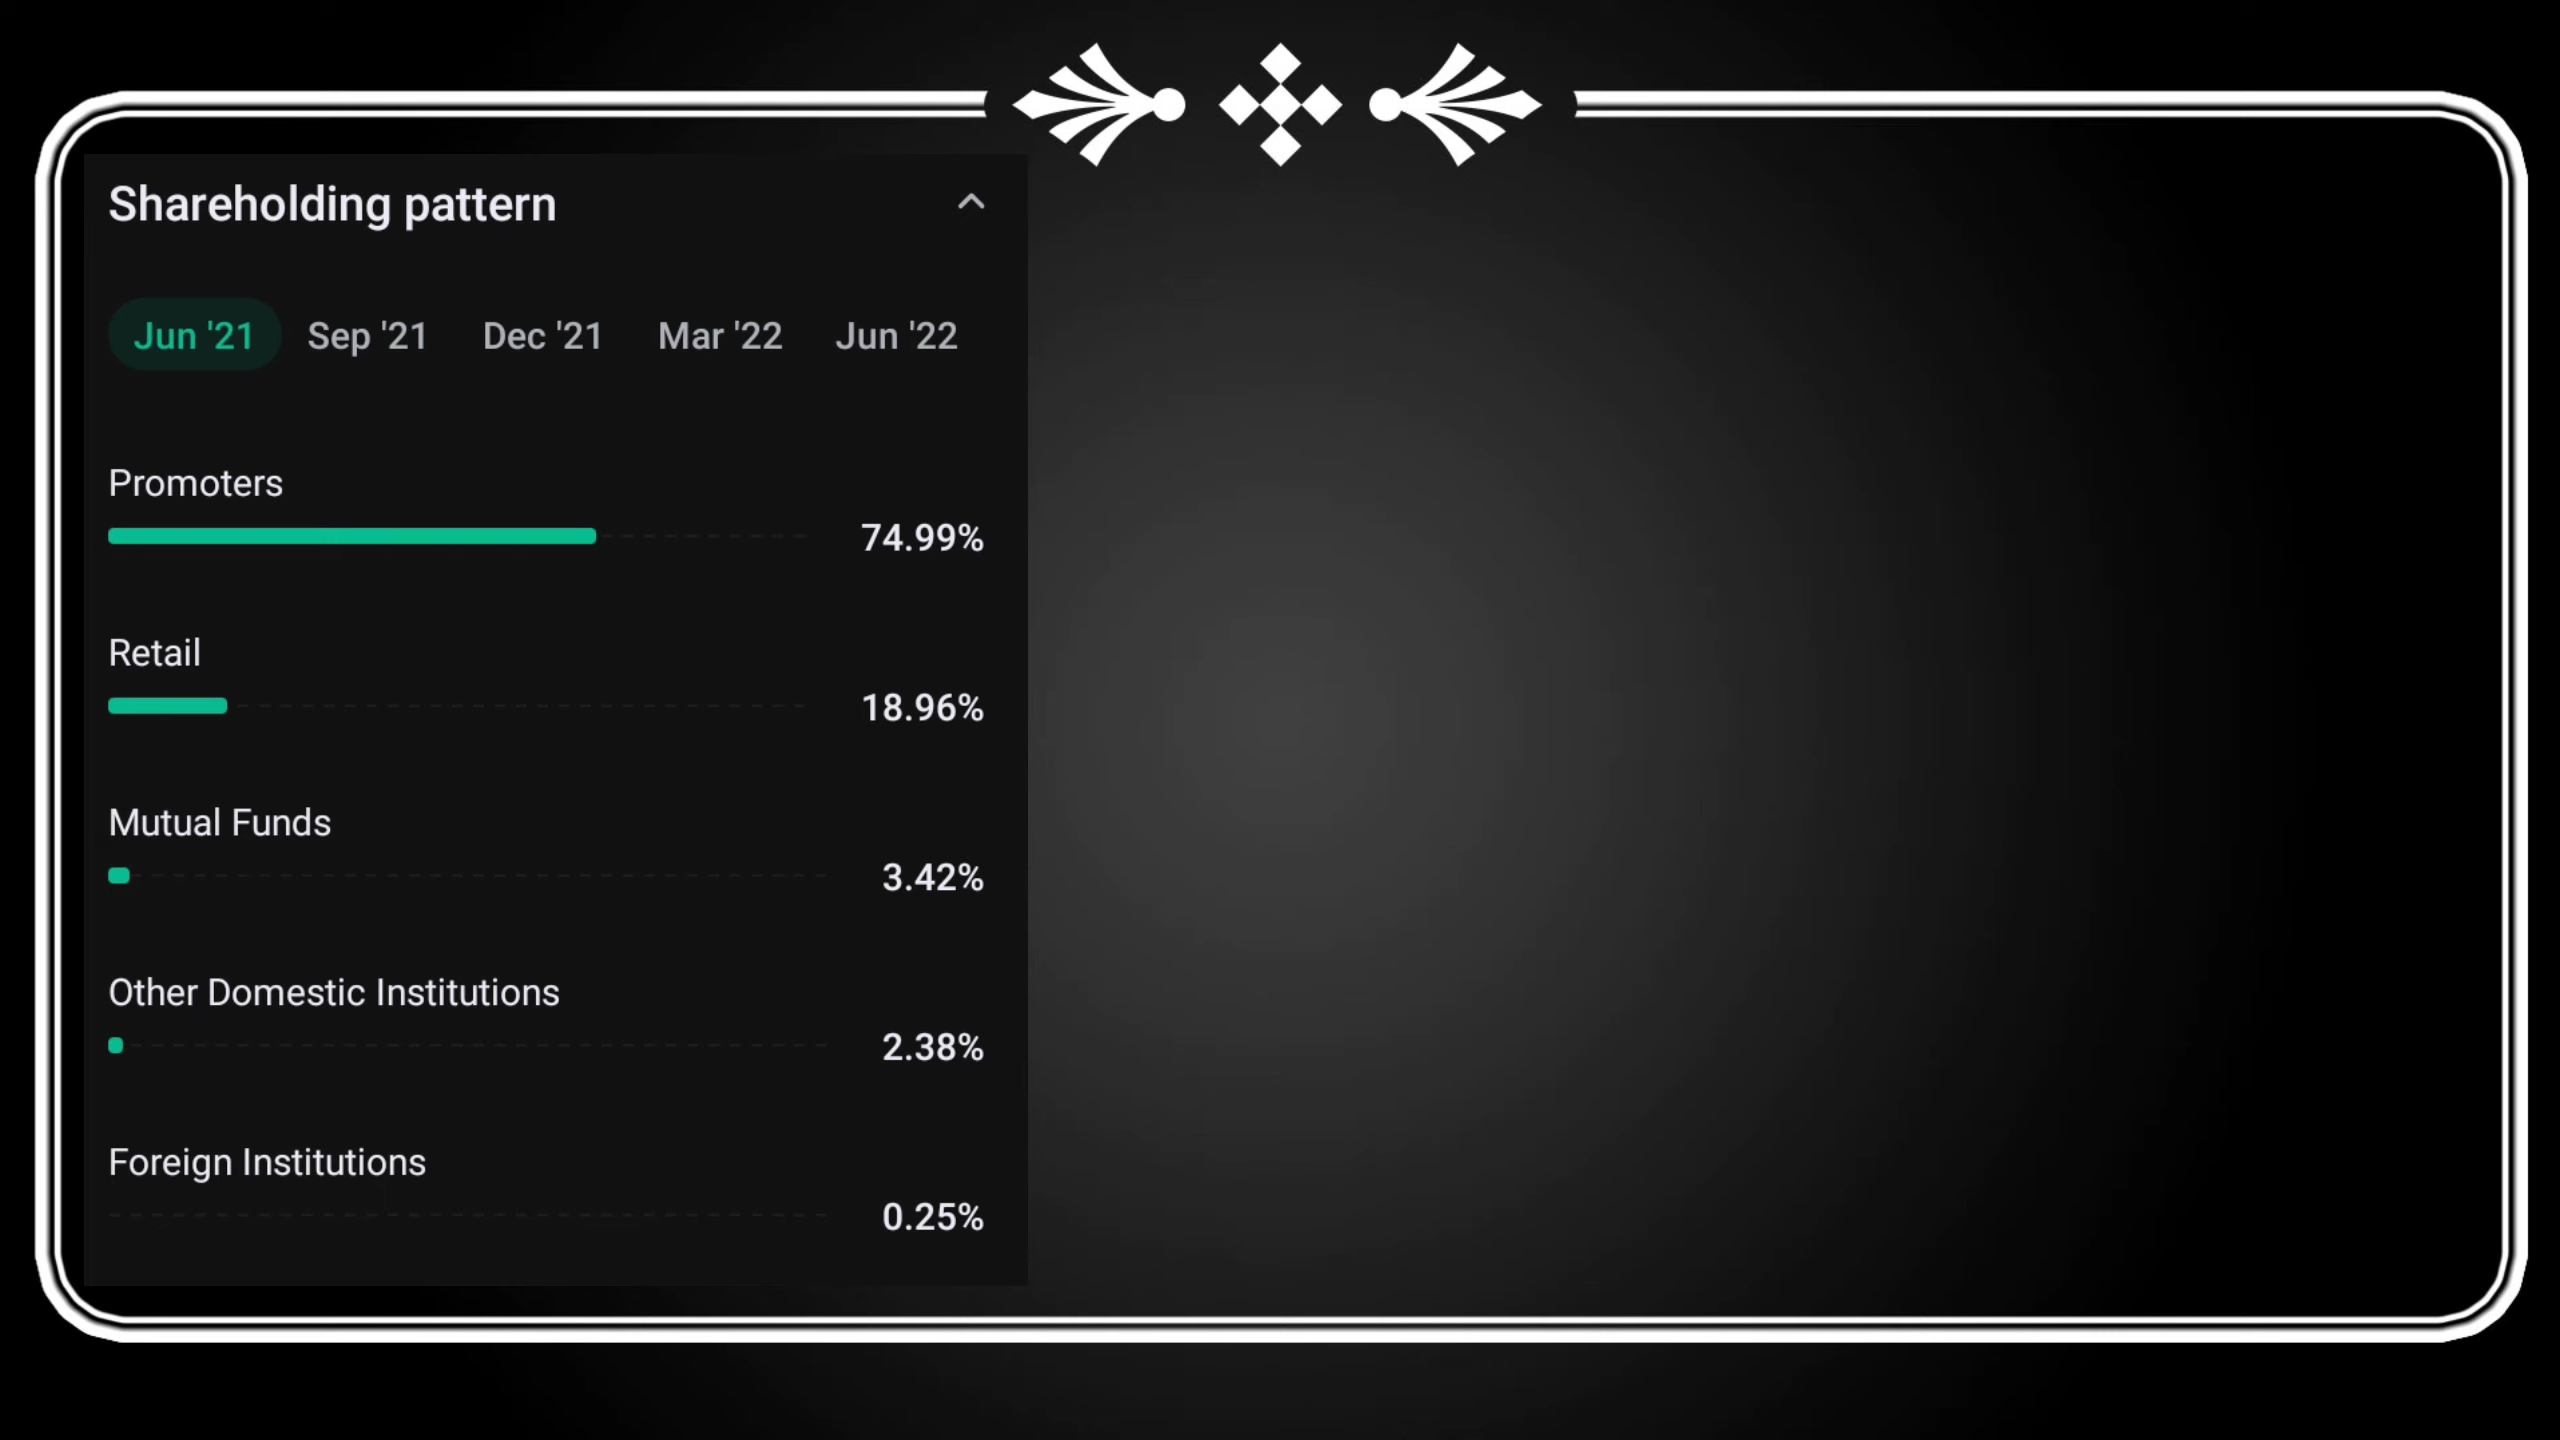 Shareholding pattern
Jun '21 Sep '21 Dec '21 Mar '22 Jun '22
Promoters
74.99%
Retail
18.96%
Mutual Funds
3.42%
Other Domestic Institutions
2.38%
Foreign Institutions
0.25%